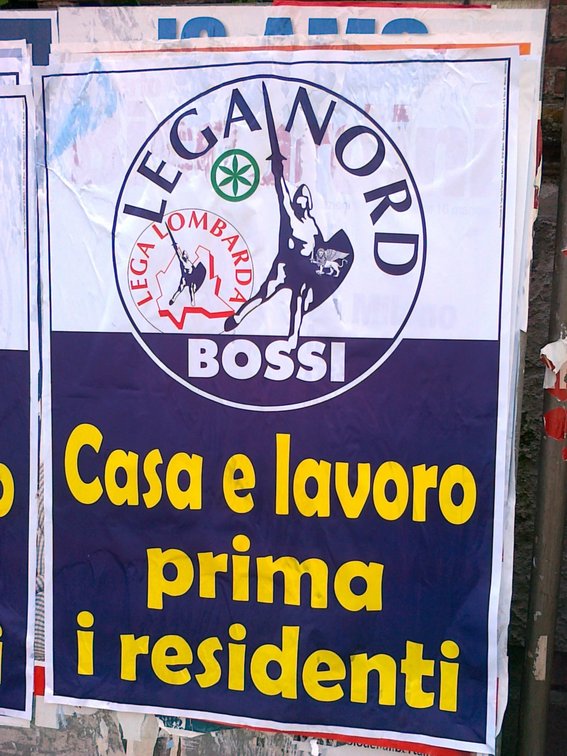 LEGA NORD
LEGA LOMBARDA
BOSSI
Casa e lavoro
prima
i residenti